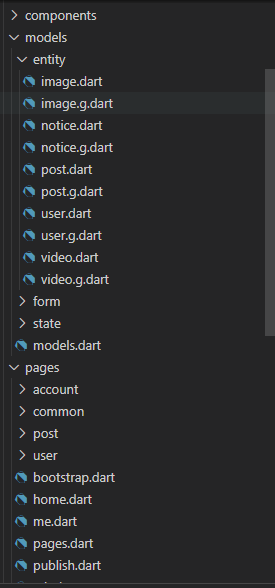 components
models
entity
image.dart
image.g.dart
notice.dart
notice.g.dart
post.dart
post.g.dart
user.dart
user.g.dart
video.dart
video.g.dart
form
state
models.dart
pages
account
common
post
user
bootstrap.dart
home.dart
me.dart
pages.dart
publish.dart